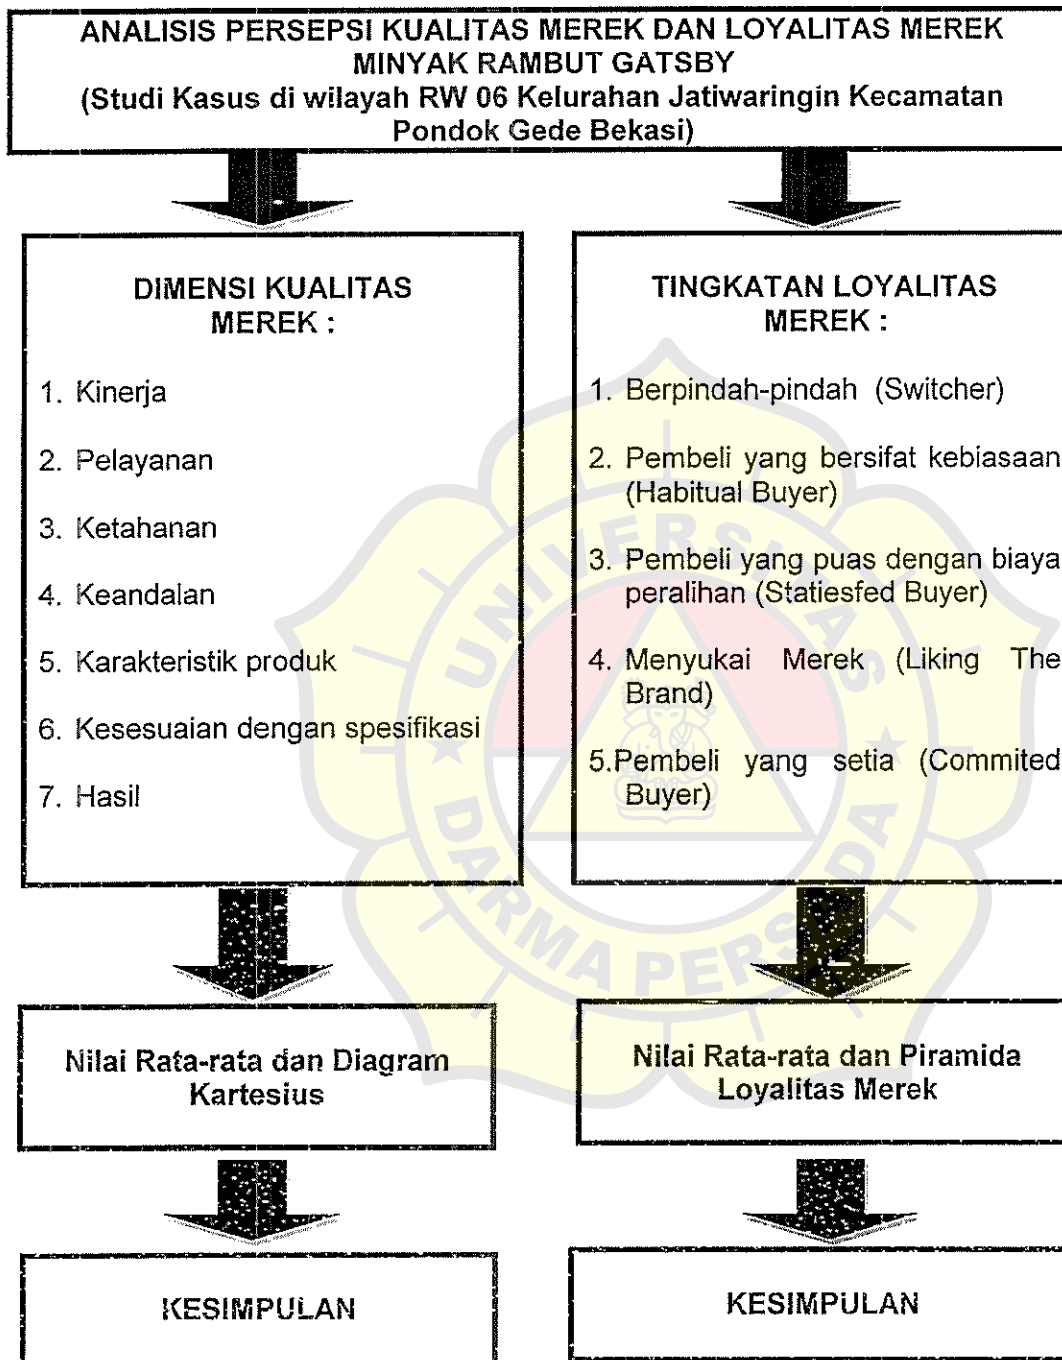 ANALISIS PERSEPSI KUALITAS MEREK DAN LOYALITAS MEREK
MINYAK RAMBUT GATSBY
(Studi Kasus di wilayah RW 06 Kelurahan Jatiwaringin Kecamatan
Pondok Gede Bekasi)
DIMENSI KUALITAS
MEREK :
1. Kinerja
2. Pelayanan
3. Ketahanan
4. Keandalan
5. Karakteristik produk
6. Kesesuaian dengan spesifikasi
7. Hasil
TINGKATAN LOYALITAS
MEREK :
1. Berpindah-pindah (Switcher)
2. Pembeli yang bersifat kebiasaan
(Habitual Buyer)
3. Pembeli yang puas dengan biaya
peralihan (Statiesfed Buyer)
4. Menyukai Merek (Liking The
Brand)
5.Pembeli yang setia (Commited
Buyer)
UNIVERSITAS
DARMA PERSADA
Nilai Rata-rata dan Diagram
Kartesius
Nilai Rata-rata dan Piramida
Loyalitas Merek
KESIMPULAN
KESIMPULAN